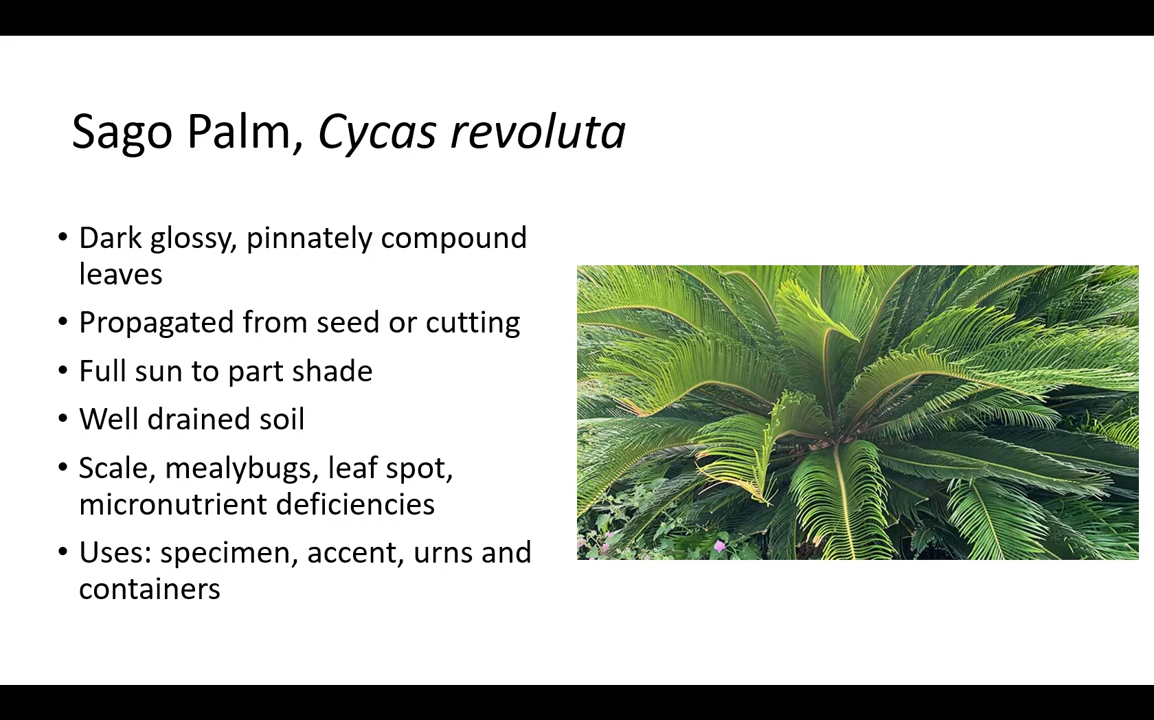 Sago Palm, Cycas revoluta
• Dark glossy, pinnately compound
leaves
• Propagated from seed or cutting
• Full sun to part shade
• Well drained soil
• Scale, mealybugs, leaf spot,
micronutrient deficiencies
• Uses: specimen, accent, urns and
containers